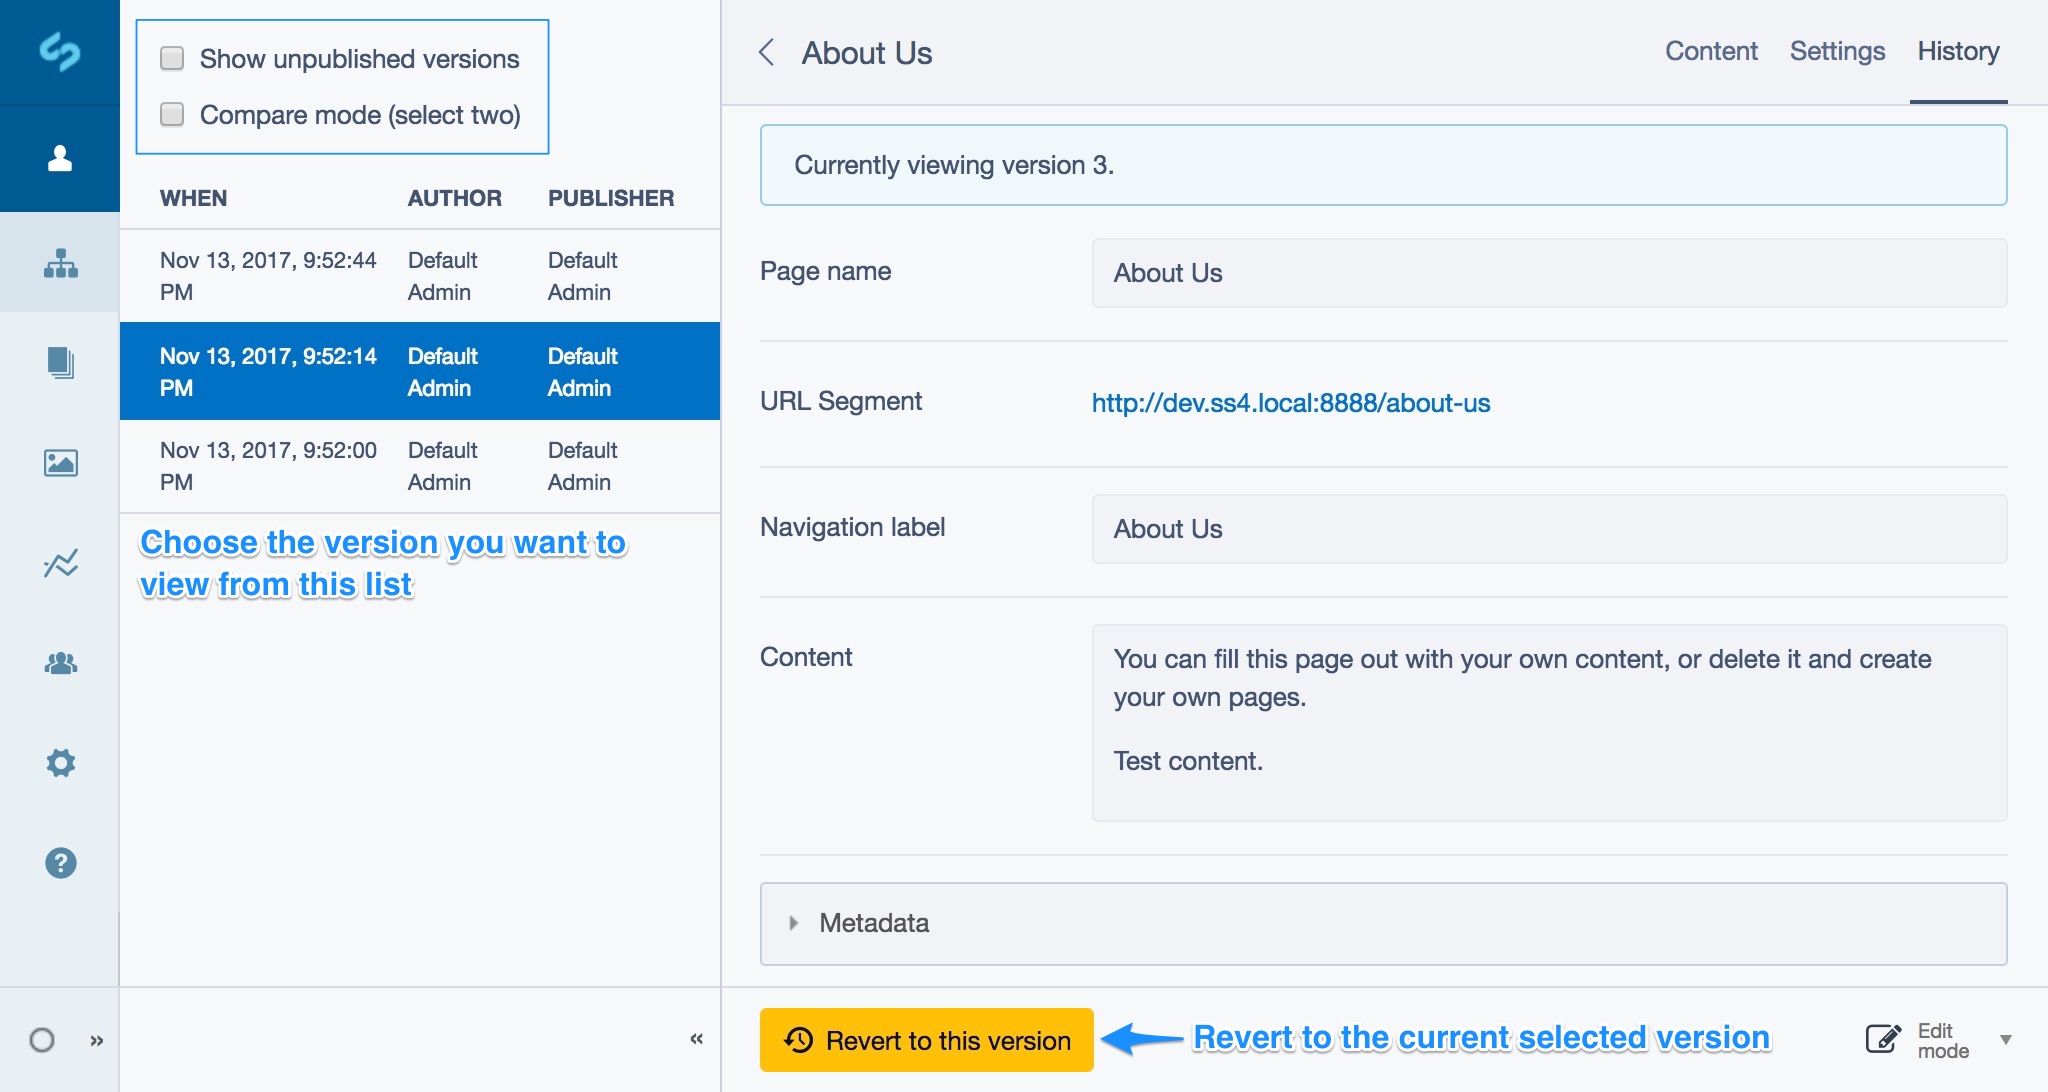 Show unpublished versions
Compare mode (select two)
WHEN AUTHOR PUBLISHER
Nov 13, 2017, 9:52:44 Default Default
PM Admin Admin
Nov 13, 2017, 9:52:14 Default Default
PM Admin Admin
Nov 13, 2017, 9:52:00 Default Default
PM Admin Admin
Choose the version you want to
view from this list
«
»
About Us
Content Settings History
Currently viewing version 3.
Page name About Us
URL Segment http://dev.ss4.local:8888/about-us
Navigation label About Us
Content
You can fill this page out with your own content, or delete it and create
your own pages.
Test content.
Metadata
Revert to this version
Revert to the current selected version
Edit
mode